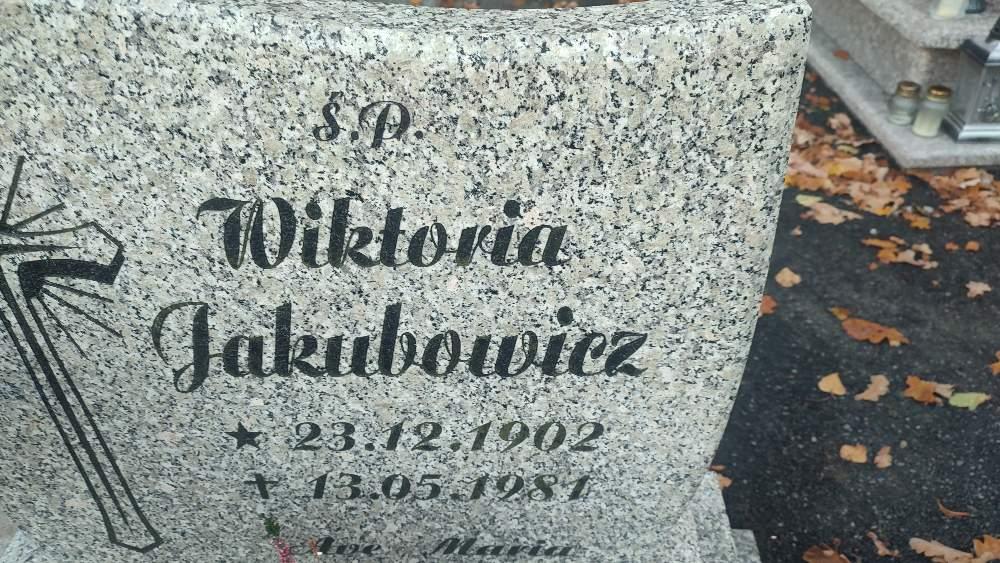 ś.P.
Wiktoria
Jakubowicz
★ 23.12.1902
✝ 13.05.1981
Ave Maria